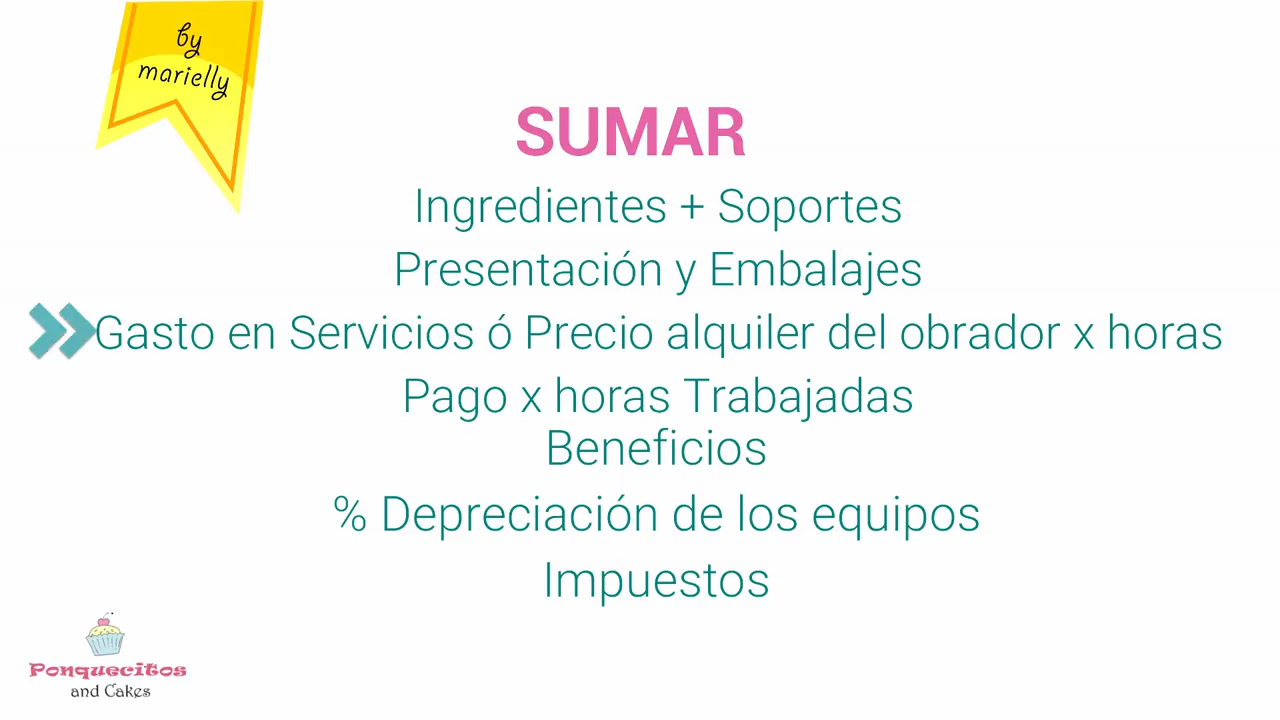 by
marielly
SUMAR
Ingredientes + Soportes
Presentación y Embalajes
Gasto en Servicios ó Precio alquiler del obrador x horas
Pago x horas Trabajadas
Beneficios
% Depreciación de los equipos
Impuestos
Ponquecitos
and Cakes